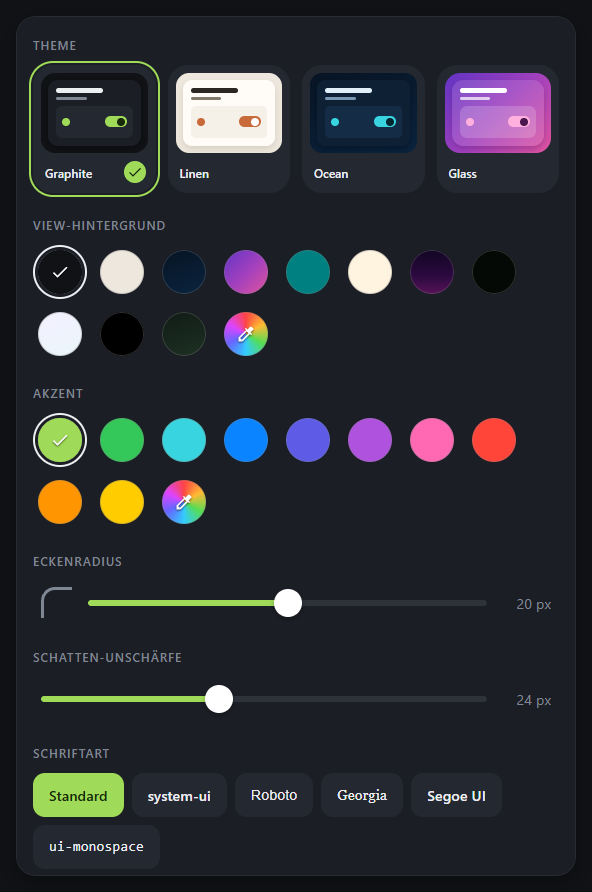 THEME
Graphite
Linen
Ocean
Glass
VIEW-HINTERGRUND
AKZENT
ECKENRADIUS
20 px
SCHATTEN-UNSCHÄRFE
24 px
SCHRIFTART
Standard
system-ui
Roboto
Georgia
Segoe UI
ui-monospace